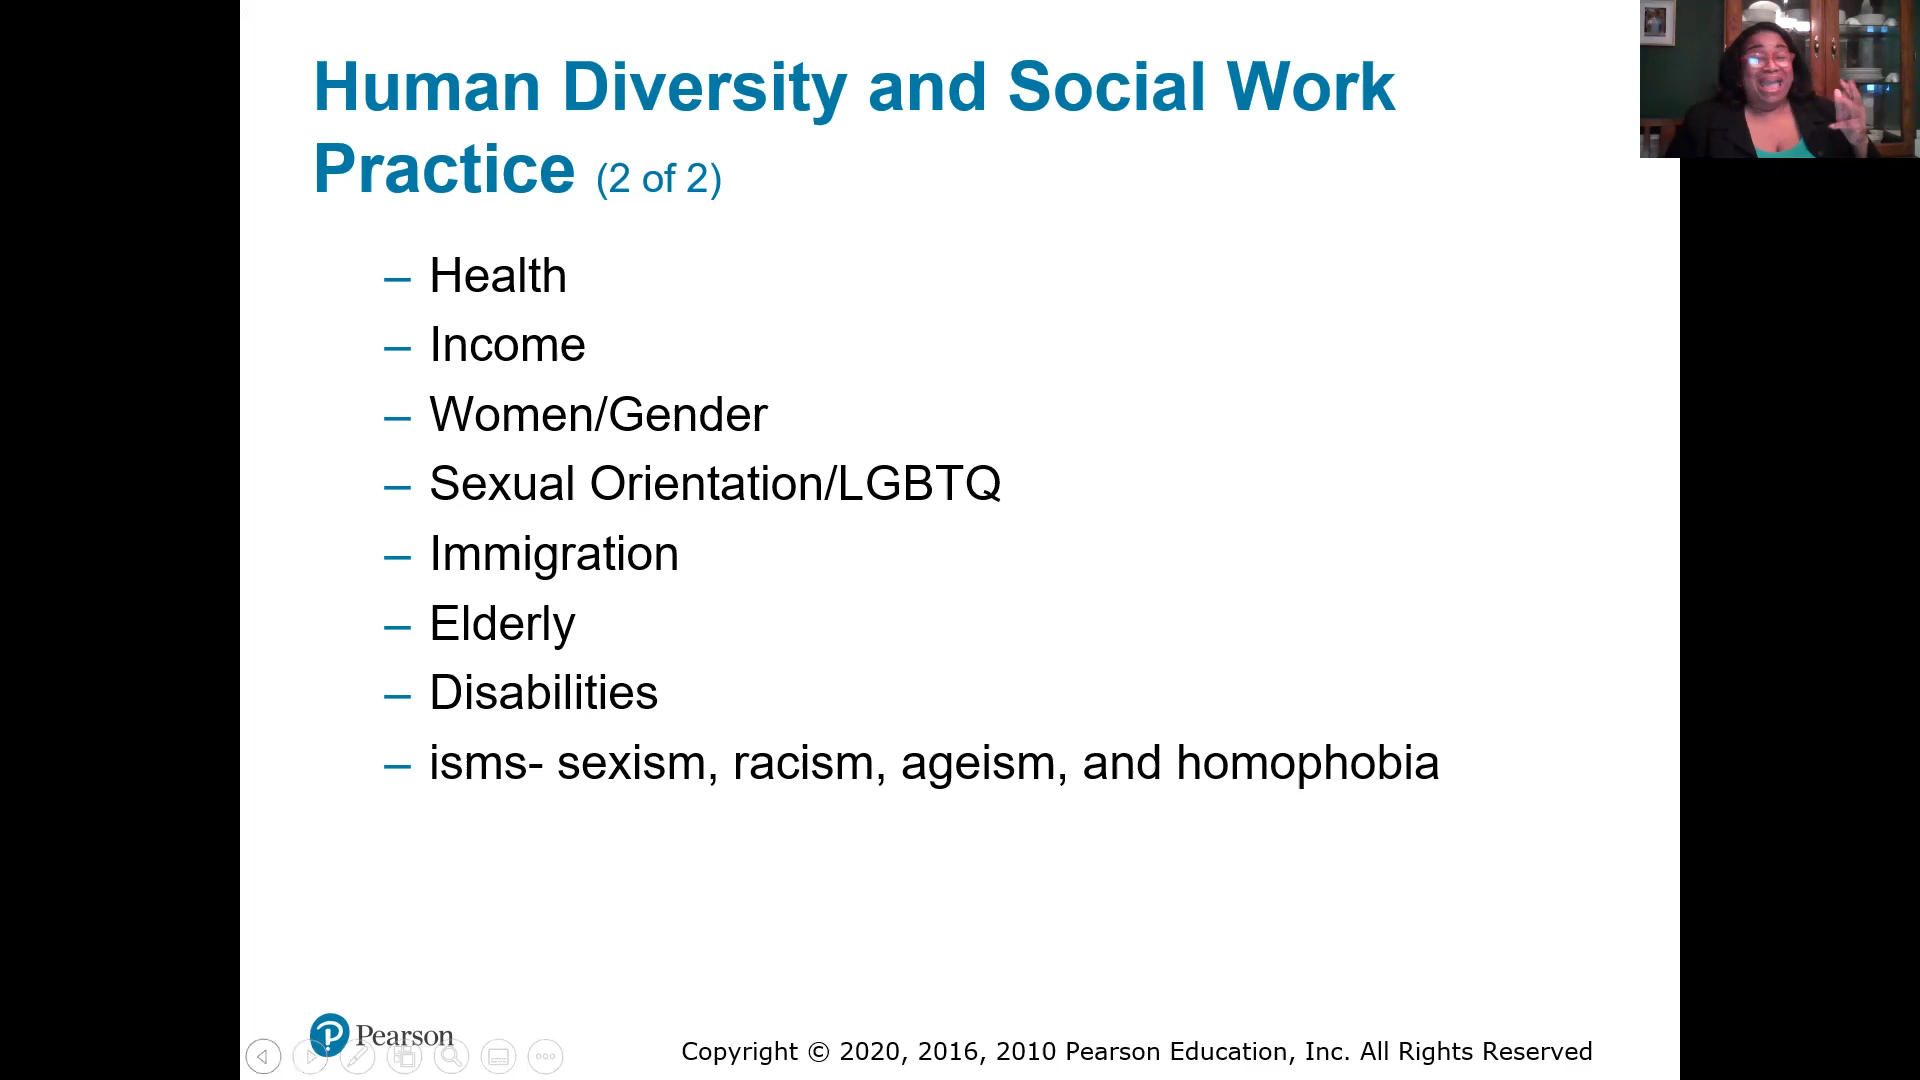 Human Diversity and Social Work
Practice (2 of 2)
– Health
– Income
– Women/Gender
– Sexual Orientation/LGBTQ
– Immigration
– Elderly
– Disabilities
– isms- sexism, racism, ageism, and homophobia
Pearson
Copyright © 2020, 2016, 2010 Pearson Education, Inc. All Rights Reserved